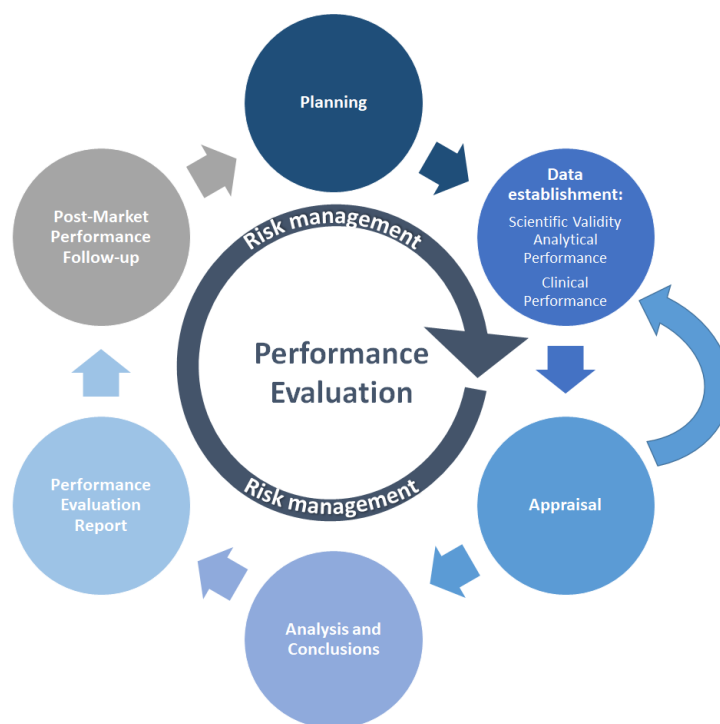 Planning
Data
establishment:
Scientific Validity
Analytical
Performance
Clinical
Performance
Appraisal
Analysis and
Conclusions
Performance
Evaluation
Report
Post-Market
Performance
Follow-up
Risk management
Performance
Evaluation
Risk management